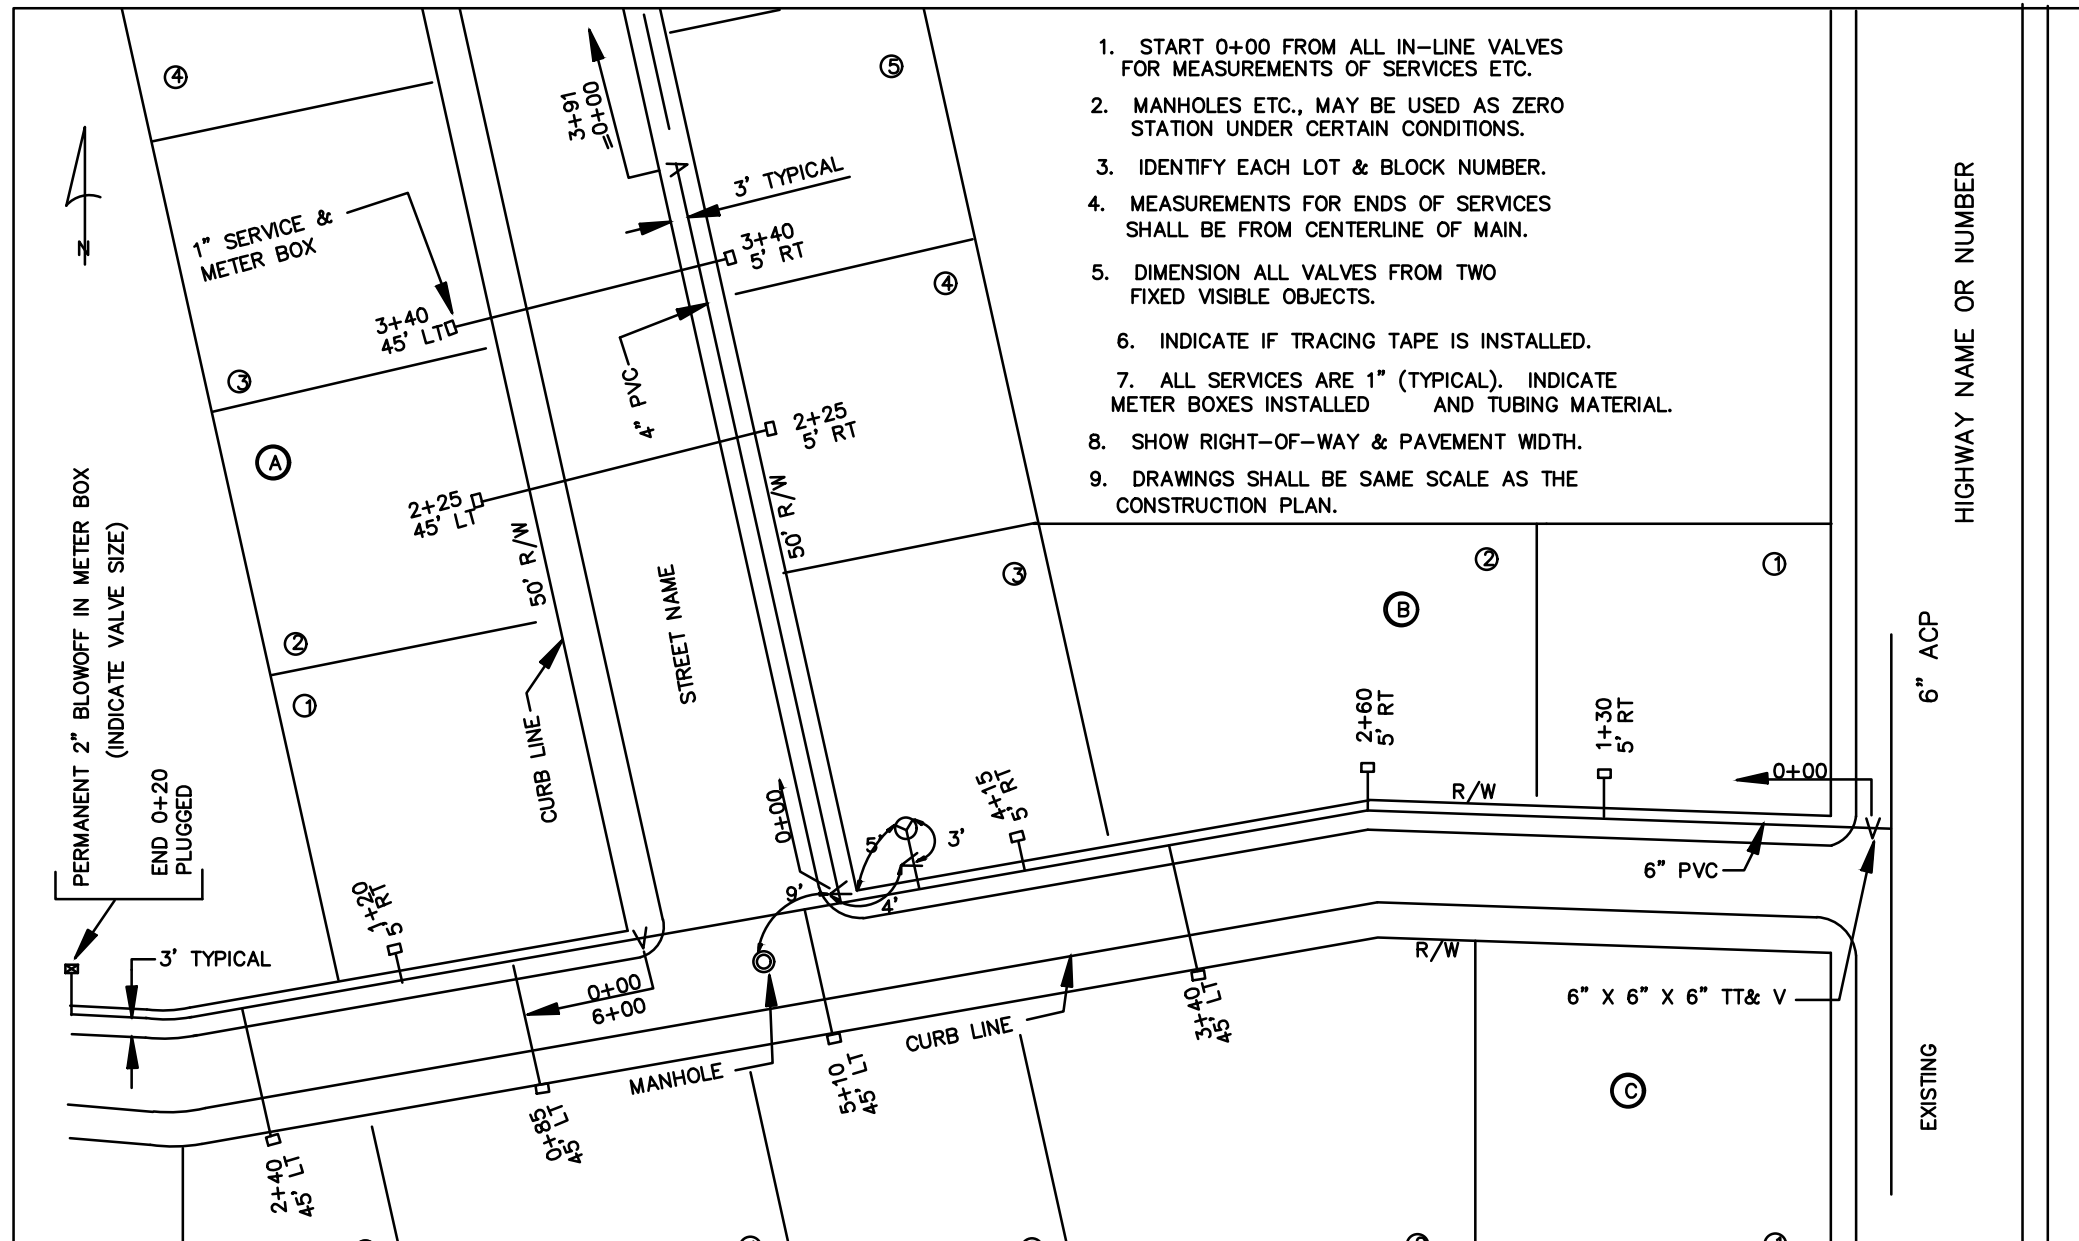 1. START 0+00 FROM ALL IN-LINE VALVES
FOR MEASUREMENTS OF SERVICES ETC.
2. MANHOLES ETC., MAY BE USED AS ZERO
STATION UNDER CERTAIN CONDITIONS.
3. IDENTIFY EACH LOT & BLOCK NUMBER.
4. MEASUREMENTS FOR ENDS OF SERVICES
SHALL BE FROM CENTERLINE OF MAIN.
5. DIMENSION ALL VALVES FROM TWO
FIXED VISIBLE OBJECTS.
6. INDICATE IF TRACING TAPE IS INSTALLED.
7. ALL SERVICES ARE 1" (TYPICAL). INDICATE
METER BOXES INSTALLED AND TUBING MATERIAL.
8. SHOW RIGHT-OF-WAY & PAVEMENT WIDTH.
9. DRAWINGS SHALL BE SAME SCALE AS THE
CONSTRUCTION PLAN.
4
5
3+91
=0+00
3' TYPICAL
N
1" SERVICE &
METER BOX
3+40
5' RT
4
3+40
45' LT
3
4" PVC
2+25
5' RT
A
2+25
45' LT
50' R/W
50' R/W
STREET NAME
3
2
1
B
2
1
CURB LINE
PERMANENT 2" BLOWOFF IN METER BOX
(INDICATE VALVE SIZE)
END 0+20
PLUGGED
HIGHWAY NAME OR NUMBER
6" ACP
EXISTING
2+60
5' RT
1+30
5' RT
0+00
R/W
0+00
4+15
5' RT
5'
3'
9'
4'
6" PVC
1+20
5' RT
3' TYPICAL
0+00
6+00
MANHOLE
CURB LINE
3+40
45' LT
R/W
6" X 6" X 6" TT& V
C
5+10
45' LT
0+85
45' LT
2+40
45' LT
V
V
V